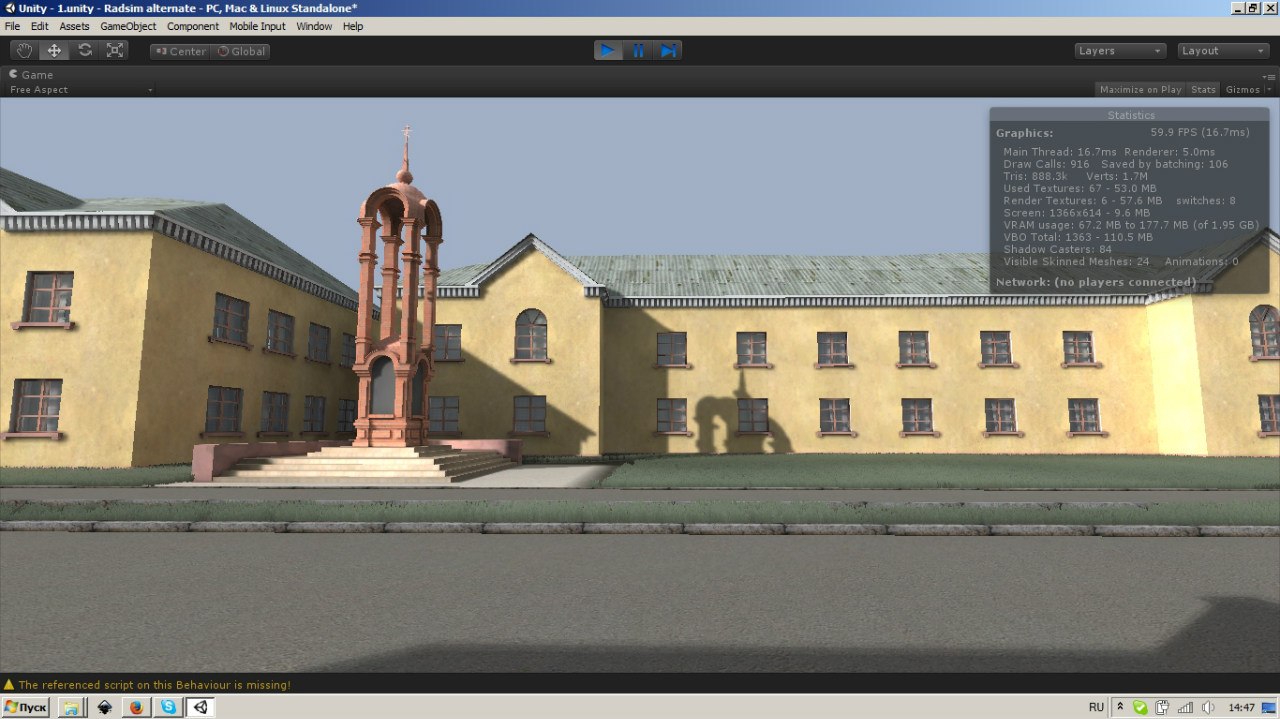 Unity - 1.unity - Radsim alternate - PC, Mac & Linux Standalone*
File Edit Assets GameObject Component Mobile Input Window Help
Center Global Layers Layout
Game
Free Aspect Maximize on Play Stats Gizmos
Statistics
Graphics: 59.9 FPS (16.7ms)
Main Thread: 16.7ms Renderer: 5.0ms
Draw Calls: 916 Saved by batching: 106
Tris: 888.3k Verts: 1.7M
Used Textures: 67 - 53.0 MB
Render Textures: 6 - 57.6 MB switches: 8
Screen: 1366x614 - 9.6 MB
VRAM usage: 67.2 MB to 177.7 MB (of 1.95 GB)
VBO Total: 1363 - 110.5 MB
Shadow Casters: 84
Visible Skinned Meshes: 24 Animations: 0
Network: (no players connected)
The referenced script on this Behaviour is missing!
Пуск RU 14:47